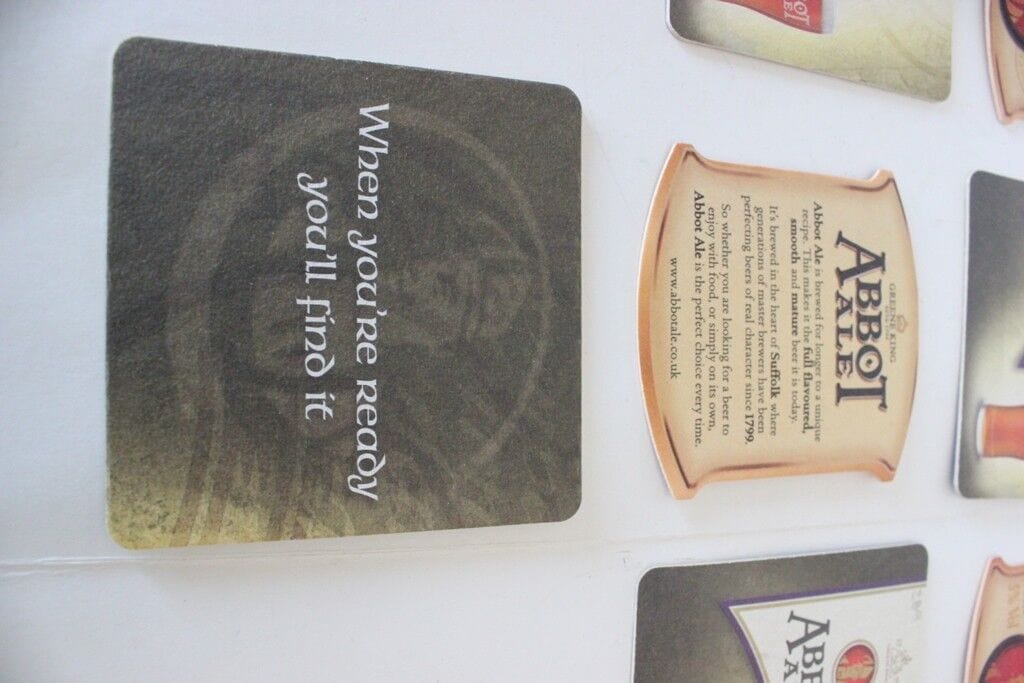 When you're ready
you'll find it
GREENE KING
ABBOT
ALE
Abbot Ale is brewed for longer to a unique
recipe. This makes it the full flavoured,
smooth and mature beer it is today.
It's brewed in the heart of Suffolk where
generations of master brewers have been
perfecting beers of real character since 1799.
So whether you are looking for a beer to
enjoy with food, or simply on its own,
Abbot Ale is the perfect choice every time.
www.abbotale.co.uk